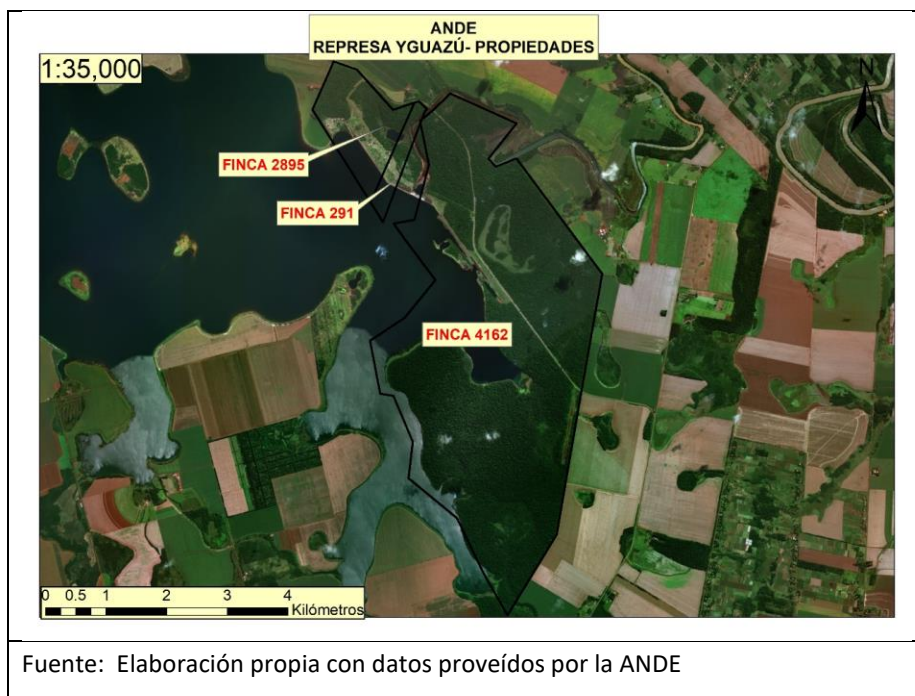 ANDE
REPRESA YGUAZÚ- PROPIEDADES
1:35,000
N
FINCA 2895
FINCA 291
FINCA 4162
0 0.5 1 2 3 4
Kilómetros
Fuente: Elaboración propia con datos proveídos por la ANDE